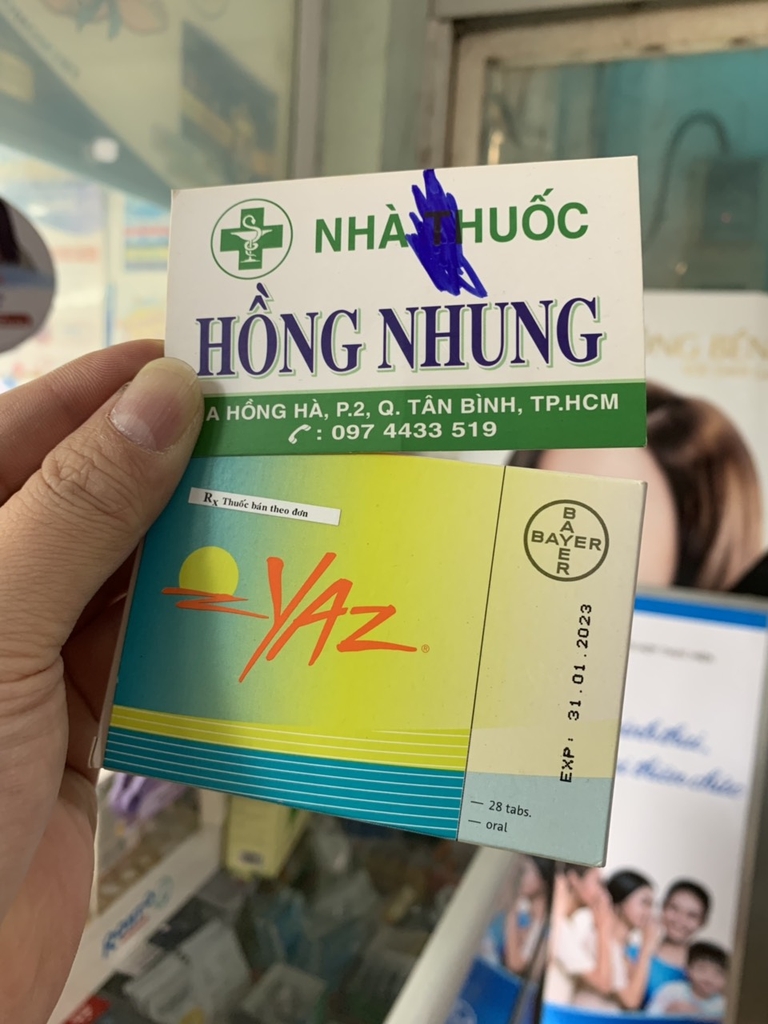 NHÀ THUỐC
HỒNG NHUNG
A HỒNG HÀ, P.2, Q. TÂN BÌNH, TP.HCM
: 097 4433 519
Rx Thuốc bán theo đơn
YAZ®
BAYER
BAYER
EXP: 31.01.2023
— 28 tabs.
— oral